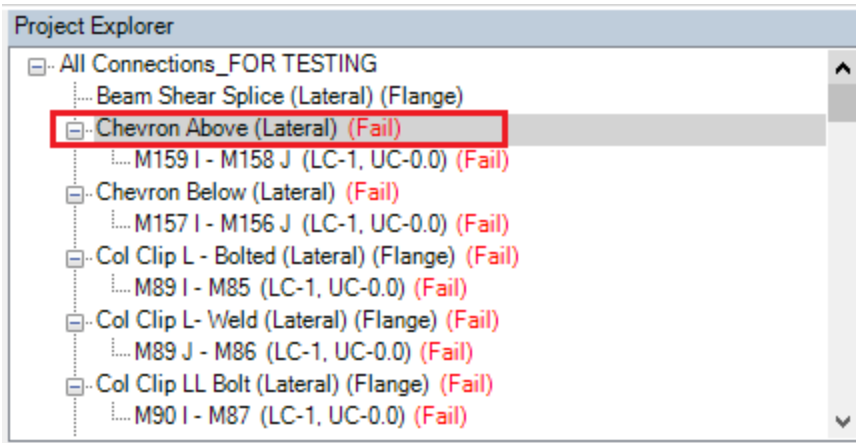 Project Explorer
All Connections_FOR TESTING
Beam Shear Splice (Lateral) (Flange)
Chevron Above (Lateral) (Fail)
M159 I - M158 J (LC-1, UC-0.0) (Fail)
Chevron Below (Lateral) (Fail)
M157 I - M156 J (LC-1, UC-0.0) (Fail)
Col Clip L - Bolted (Lateral) (Flange) (Fail)
M89 I - M85 (LC-1, UC-0.0) (Fail)
Col Clip L- Weld (Lateral) (Flange) (Fail)
M89 J - M86 (LC-1, UC-0.0) (Fail)
Col Clip LL Bolt (Lateral) (Flange) (Fail)
M90 I - M87 (LC-1, UC-0.0) (Fail)